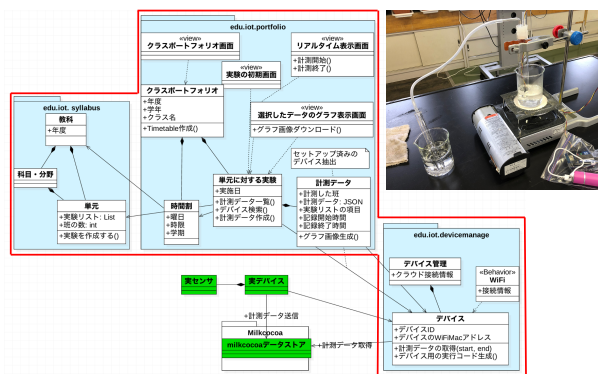 edu.iot.portfolio
«view»
クラスポートフォリオ画面
«view»
リアルタイム表示画面
+計測開始()
+計測終了()
«view»
実験の初期画面
クラスポートフォリオ
+年度
+学年
+クラス名
+Timetable作成()
«view»
選択したデータのグラフ表示画面
+グラフ画像ダウンロード()
セットアップ済みの
デバイス抽出
edu.iot. syllabus
教科
+年度
科目・分野
単元
+実験リスト: List
+班の数: int
+実験を作成する()
時間割
+曜日
+時限
+学期
単元に対する実験
+実施日
+計測データ一覧()
+デバイス検索()
+計測データ作成()
計測データ
+計測した班
+計測データ: JSON
+実験リストの項目
+記録開始時間
+記録終了時間
+グラフ画像生成()
edu.iot.devicemanage
デバイス管理
+クラウド接続情報
«Behavior»
WiFi
+接続情報
デバイス
+デバイスID
+デバイスのWiFiMacアドレス
+計測データの取得(start, end)
+デバイス用の実行コード生成()
実センサ
実デバイス
+計測データ送信
Milkcocoa
milkcocoaデータストア
+計測データ取得